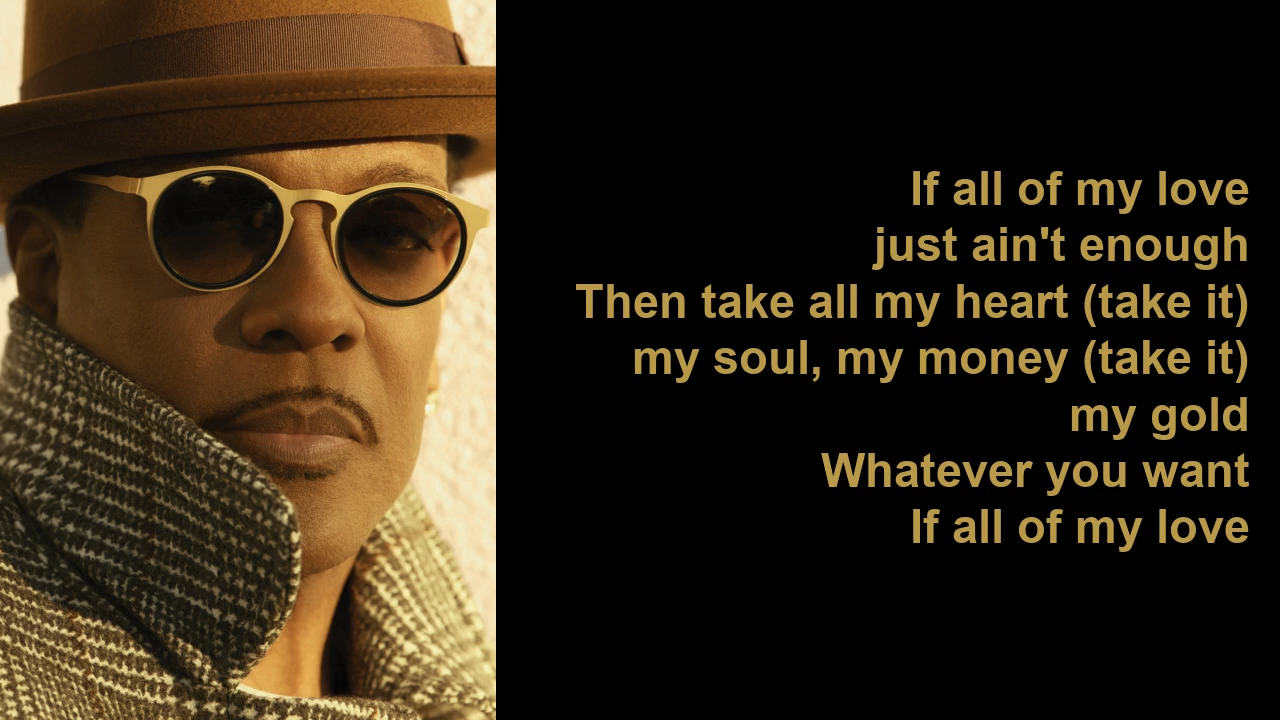 If all of my love
just ain't enough
Then take all my heart (take it)
my soul, my money (take it)
my gold
Whatever you want
If all of my love